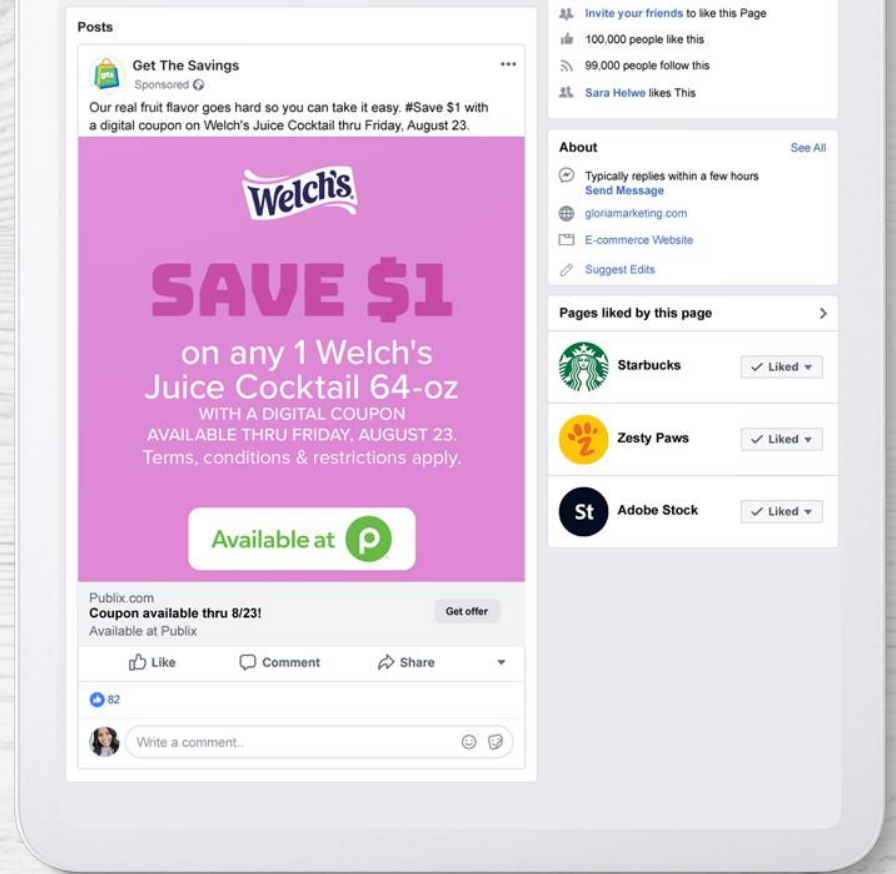 Posts
Get The Savings
Sponsored
Our real fruit flavor goes hard so you can take it easy. #Save $1 with
a digital coupon on Welch's Juice Cocktail thru Friday, August 23.
Welch's
SAVE $1
on any 1 Welch's
Juice Cocktail 64-oz
WITH A DIGITAL COUPON
AVAILABLE THRU FRIDAY, AUGUST 23.
Terms, conditions & restrictions apply.
Available at P
Publix.com
Coupon available thru 8/23!
Available at Publix
Get offer
Like Comment Share
82
Write a comment..
Invite your friends to like this Page
100,000 people like this
99,000 people follow this
Sara Helwe likes This
About See All
Typically replies within a few hours
Send Message
gloriamarketing.com
E-commerce Website
Suggest Edits
Pages liked by this page
Starbucks Liked
Zesty Paws Liked
St Adobe Stock Liked